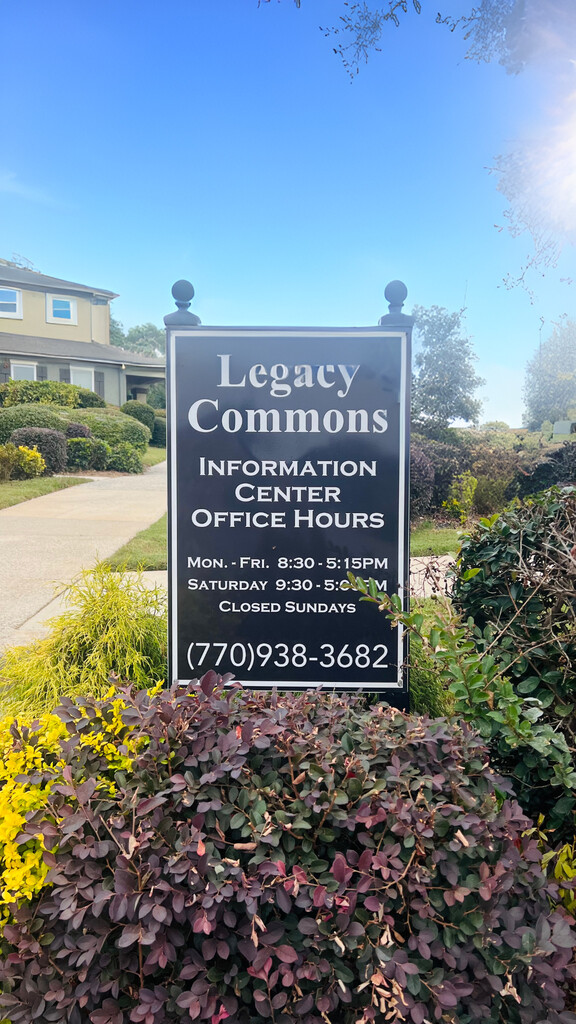 Legacy
Commons
INFORMATION
CENTER
OFFICE HOURS
MON. - FRI. 8:30 - 5:15PM
SATURDAY 9:30 -
CLOSED SUNDAYS
(770)938-3682